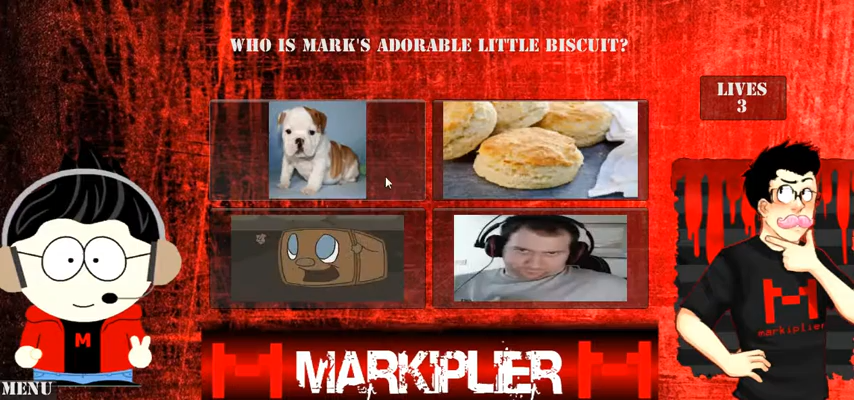 WHO IS MARK'S ADORABLE LITTLE BISCUIT?
LIVES
3
M
markiplier
M
MENU
M MARKIPLIER M